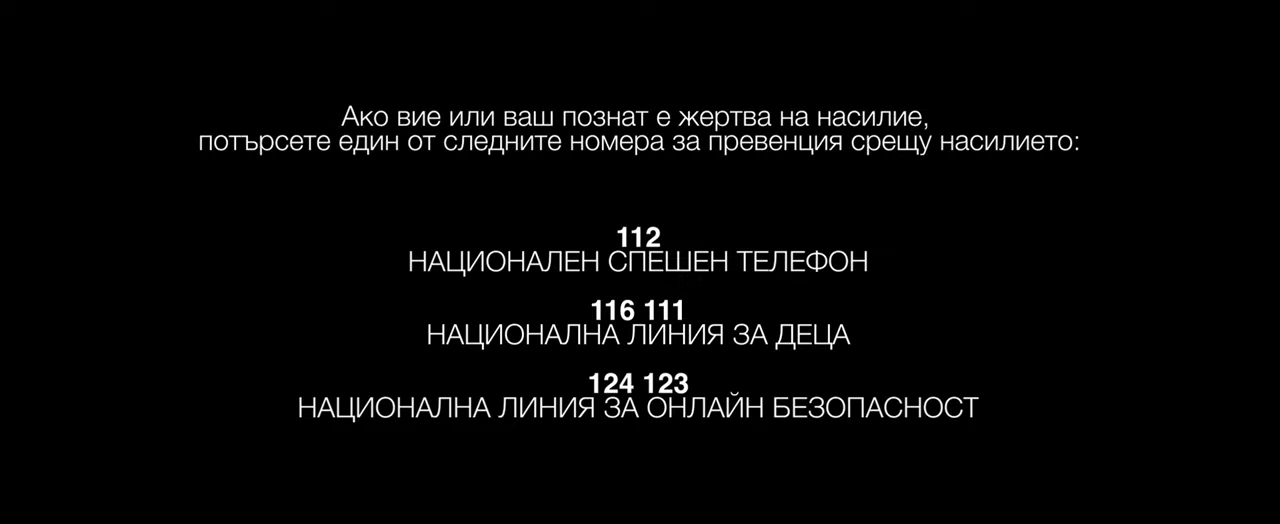 Ако вие или ваш познат е жертва на насилие,
потърсете един от следните номера за превенция срещу насилието:
112
НАЦИОНАЛЕН СПЕШЕН ТЕЛЕФОН
116 111
НАЦИОНАЛНА ЛИНИЯ ЗА ДЕЦА
124 123
НАЦИОНАЛНА ЛИНИЯ ЗА ОНЛАЙН БЕЗОПАСНОСТ